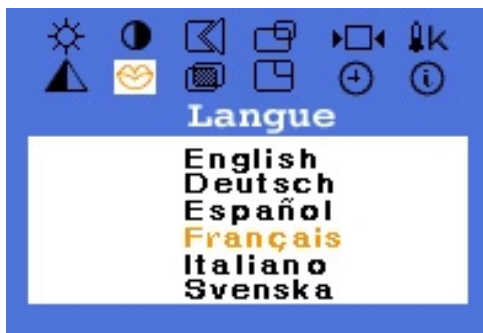 K
Langue
English
Deutsch
Español
Français
Italiano
Svenska